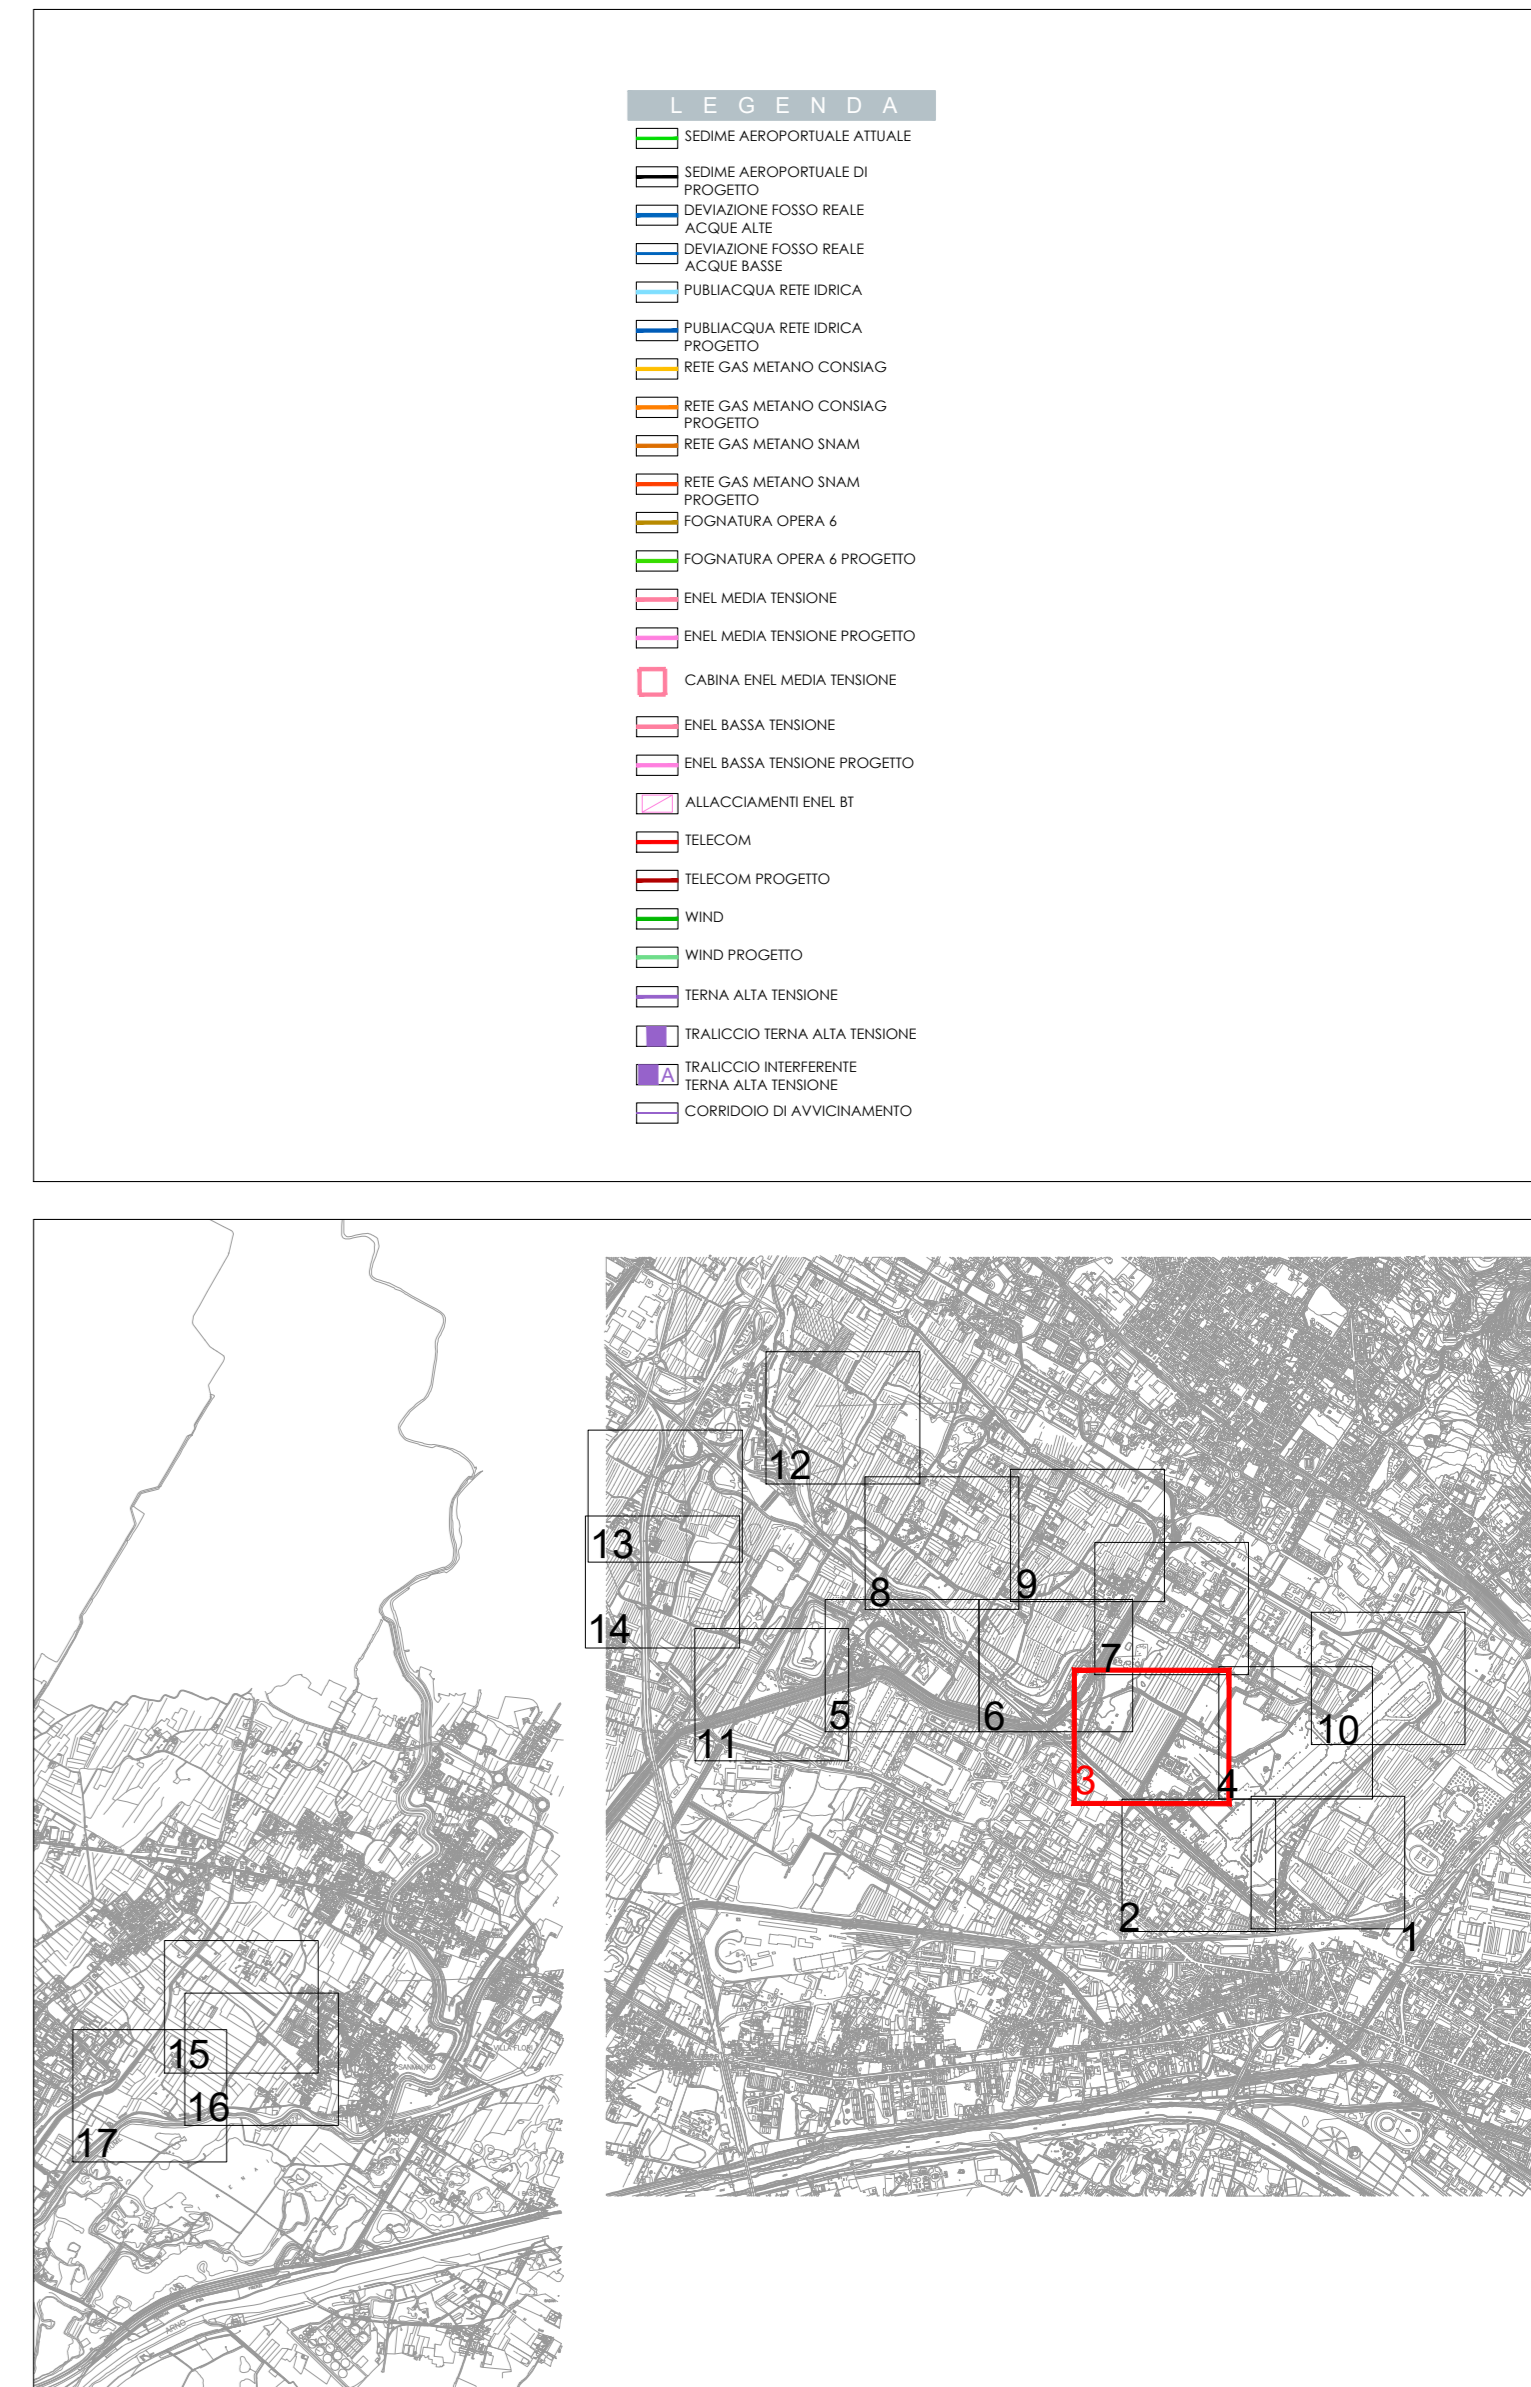 L E G E N D A
SEDIME AEROPORTUALE ATTUALE
SEDIME AEROPORTUALE DI
PROGETTO
DEVIAZIONE FOSSO REALE
ACQUE ALTE
DEVIAZIONE FOSSO REALE
ACQUE BASSE
PUBLIACQUA RETE IDRICA
PUBLIACQUA RETE IDRICA
PROGETTO
RETE GAS METANO CONSIAG
RETE GAS METANO CONSIAG
PROGETTO
RETE GAS METANO SNAM
RETE GAS METANO SNAM
PROGETTO
FOGNATURA OPERA 6
FOGNATURA OPERA 6 PROGETTO
ENEL MEDIA TENSIONE
ENEL MEDIA TENSIONE PROGETTO
CABINA ENEL MEDIA TENSIONE
ENEL BASSA TENSIONE
ENEL BASSA TENSIONE PROGETTO
ALLACCIAMENTI ENEL BT
TELECOM
TELECOM PROGETTO
WIND
WIND PROGETTO
TERNA ALTA TENSIONE
TRALICCIO TERNA ALTA TENSIONE
A TRALICCIO INTERFERENTE
TERNA ALTA TENSIONE
CORRIDOIO DI AVVICINAMENTO
12
13
8
9
14
7
5
6
11
10
3
4
2
1
VILLA FLORI
SANMAURO
15
16
17
ARNO